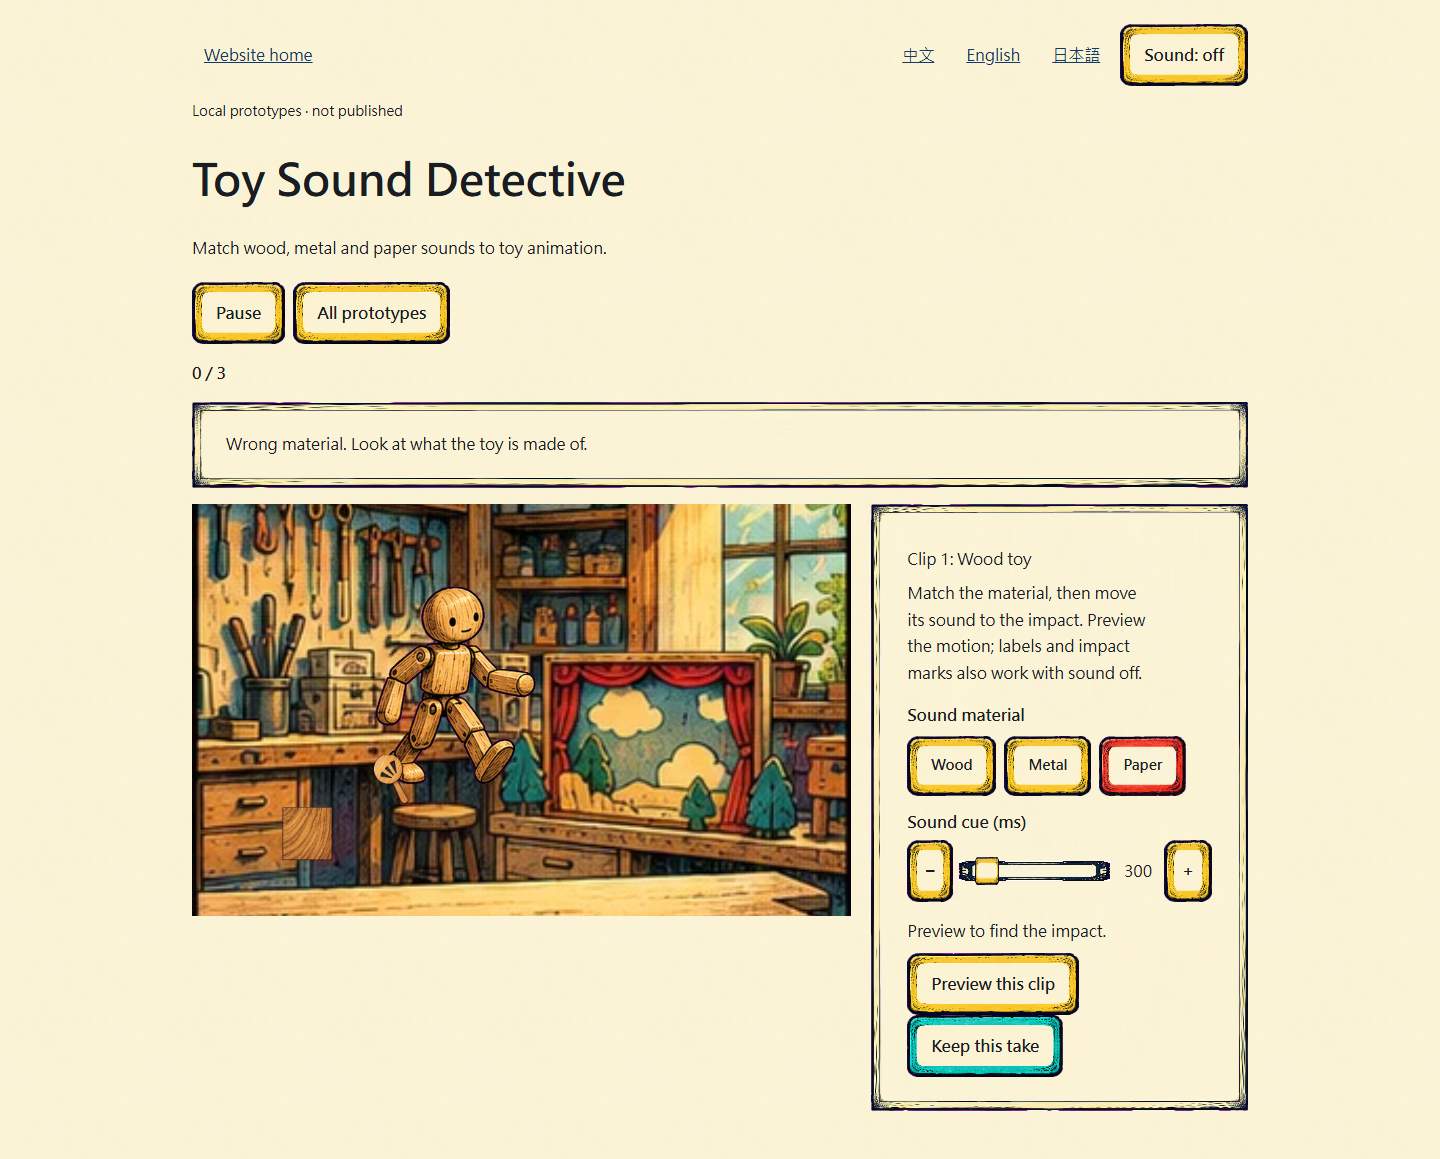 Website home
中文 English 日本語 Sound: off
Local prototypes · not published
Toy Sound Detective
Match wood, metal and paper sounds to toy animation.
Pause All prototypes
0 / 3
Wrong material. Look at what the toy is made of.
Clip 1: Wood toy
Match the material, then move
its sound to the impact. Preview
the motion; labels and impact
marks also work with sound off.
Sound material
Wood Metal Paper
Sound cue (ms)
− 300 +
Preview to find the impact.
Preview this clip
Keep this take